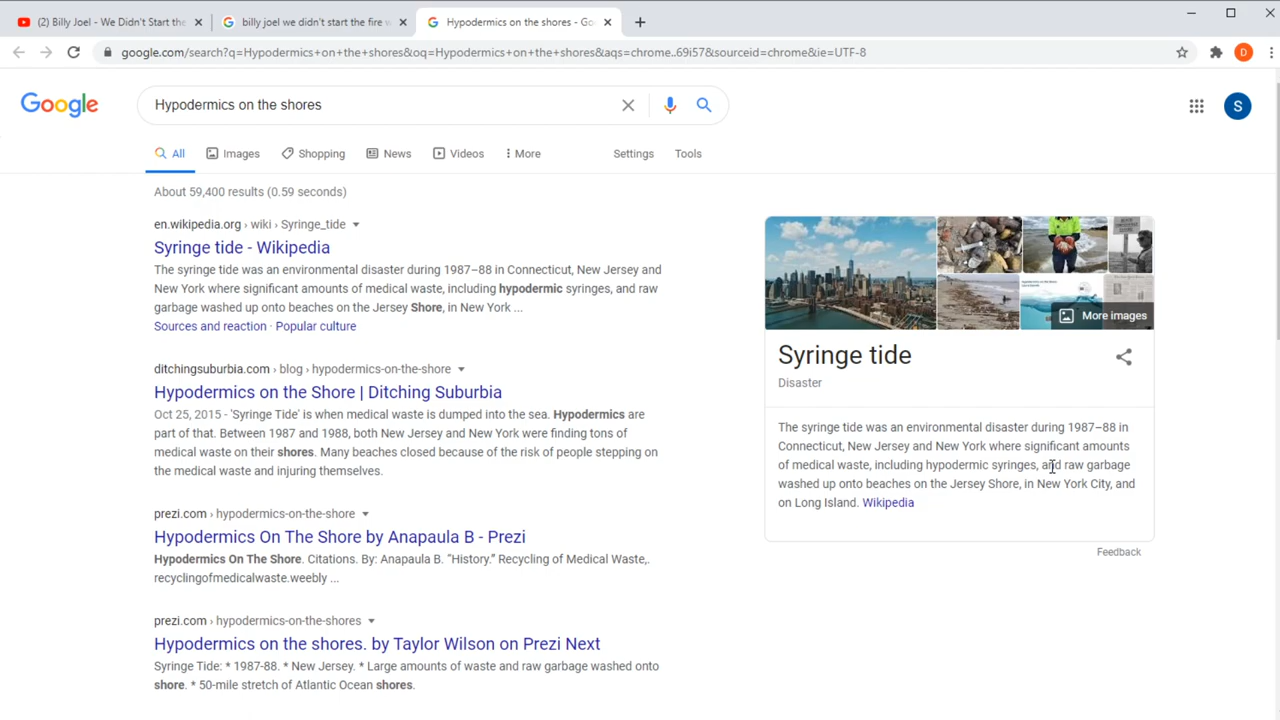 (2) Billy Joel - We Didn't Start the
billy joel we didn't start the fire w
Hypodermics on the shores - Go
google.com/search?q=Hypodermics+on+the+shores&oq=Hypodermics+on+the+shores&aqs=chrome..69i57&sourceid=chrome&ie=UTF-8
D
Google
Hypodermics on the shores
S
All
Images
Shopping
News
Videos
More
Settings
Tools
About 59,400 results (0.59 seconds)
en.wikipedia.org › wiki › Syringe_tide
Syringe tide - Wikipedia
The syringe tide was an environmental disaster during 1987–88 in Connecticut, New Jersey and
New York where significant amounts of medical waste, including hypodermic syringes, and raw
garbage washed up onto beaches on the Jersey Shore, in New York ...
Sources and reaction · Popular culture
ditchingsuburbia.com › blog › hypodermics-on-the-shore
Hypodermics on the Shore | Ditching Suburbia
Oct 25, 2015 - 'Syringe Tide' is when medical waste is dumped into the sea. Hypodermics are
part of that. Between 1987 and 1988, both New Jersey and New York were finding tons of
medical waste on their shores. Many beaches closed because of the risk of people stepping on
the medical waste and injuring themselves.
prezi.com › hypodermics-on-the-shore
Hypodermics On The Shore by Anapaula B - Prezi
Hypodermics On The Shore. Citations. By: Anapaula B. “History.” Recycling of Medical Waste,.
recyclingofmedicalwaste.weebly ...
prezi.com › hypodermics-on-the-shores
Hypodermics on the shores. by Taylor Wilson on Prezi Next
Syringe Tide: * 1987-88. * New Jersey. * Large amounts of waste and raw garbage washed onto
shore. * 50-mile stretch of Atlantic Ocean shores.
More images
Syringe tide
Disaster
The syringe tide was an environmental disaster during 1987–88 in
Connecticut, New Jersey and New York where significant amounts
of medical waste, including hypodermic syringes, and raw garbage
washed up onto beaches on the Jersey Shore, in New York City, and
on Long Island. Wikipedia
Feedback